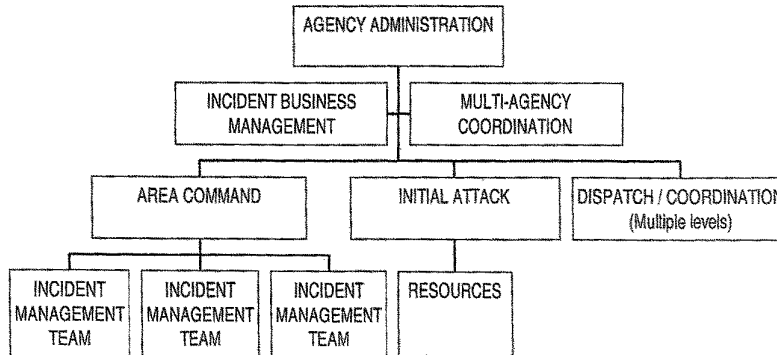 AGENCY ADMINISTRATION
INCIDENT BUSINESS
MANAGEMENT
MULTI-AGENCY
COORDINATION
AREA COMMAND
INITIAL ATTACK
DISPATCH / COORDINATION
(Multiple levels)
INCIDENT
MANAGEMENT
TEAM
INCIDENT
MANAGEMENT
TEAM
INCIDENT
MANAGEMENT
TEAM
RESOURCES